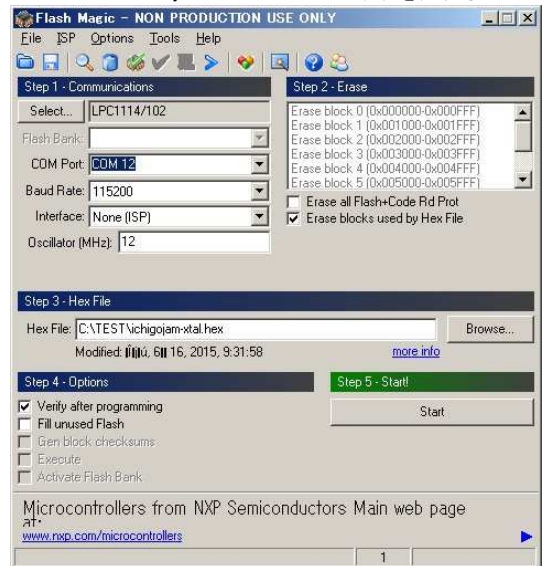 Flash Magic - NON PRODUCTION USE ONLY
File ISP Options Tools Help
Step 1 - Communications
Select... LPC1114/102
Flash Bank:
COM Port: COM 12
Baud Rate: 115200
Interface: None (ISP)
Oscillator (MHz): 12
Step 2 - Erase
Erase block 0 (0x000000-0x000FFF)
Erase block 1 (0x001000-0x001FFF)
Erase block 2 (0x002000-0x002FFF)
Erase block 3 (0x003000-0x003FFF)
Erase block 4 (0x004000-0x004FFF)
Erase block 5 (0x005000-0x005FFF)
Erase all Flash+Code Rd Prot
Erase blocks used by Hex File
Step 3 - Hex File
Hex File: C:\TEST\ichigojam-xtal.hex Browse...
Modified: 16, 2015, 9:31:58 more info
Step 4 - Options
Verify after programming
Fill unused Flash
Gen block checksums
Execute
Activate Flash Bank
Step 5 - Start!
Start
Microcontrollers from NXP Semiconductors Main web page
at:
www.nxp.com/microcontrollers
1